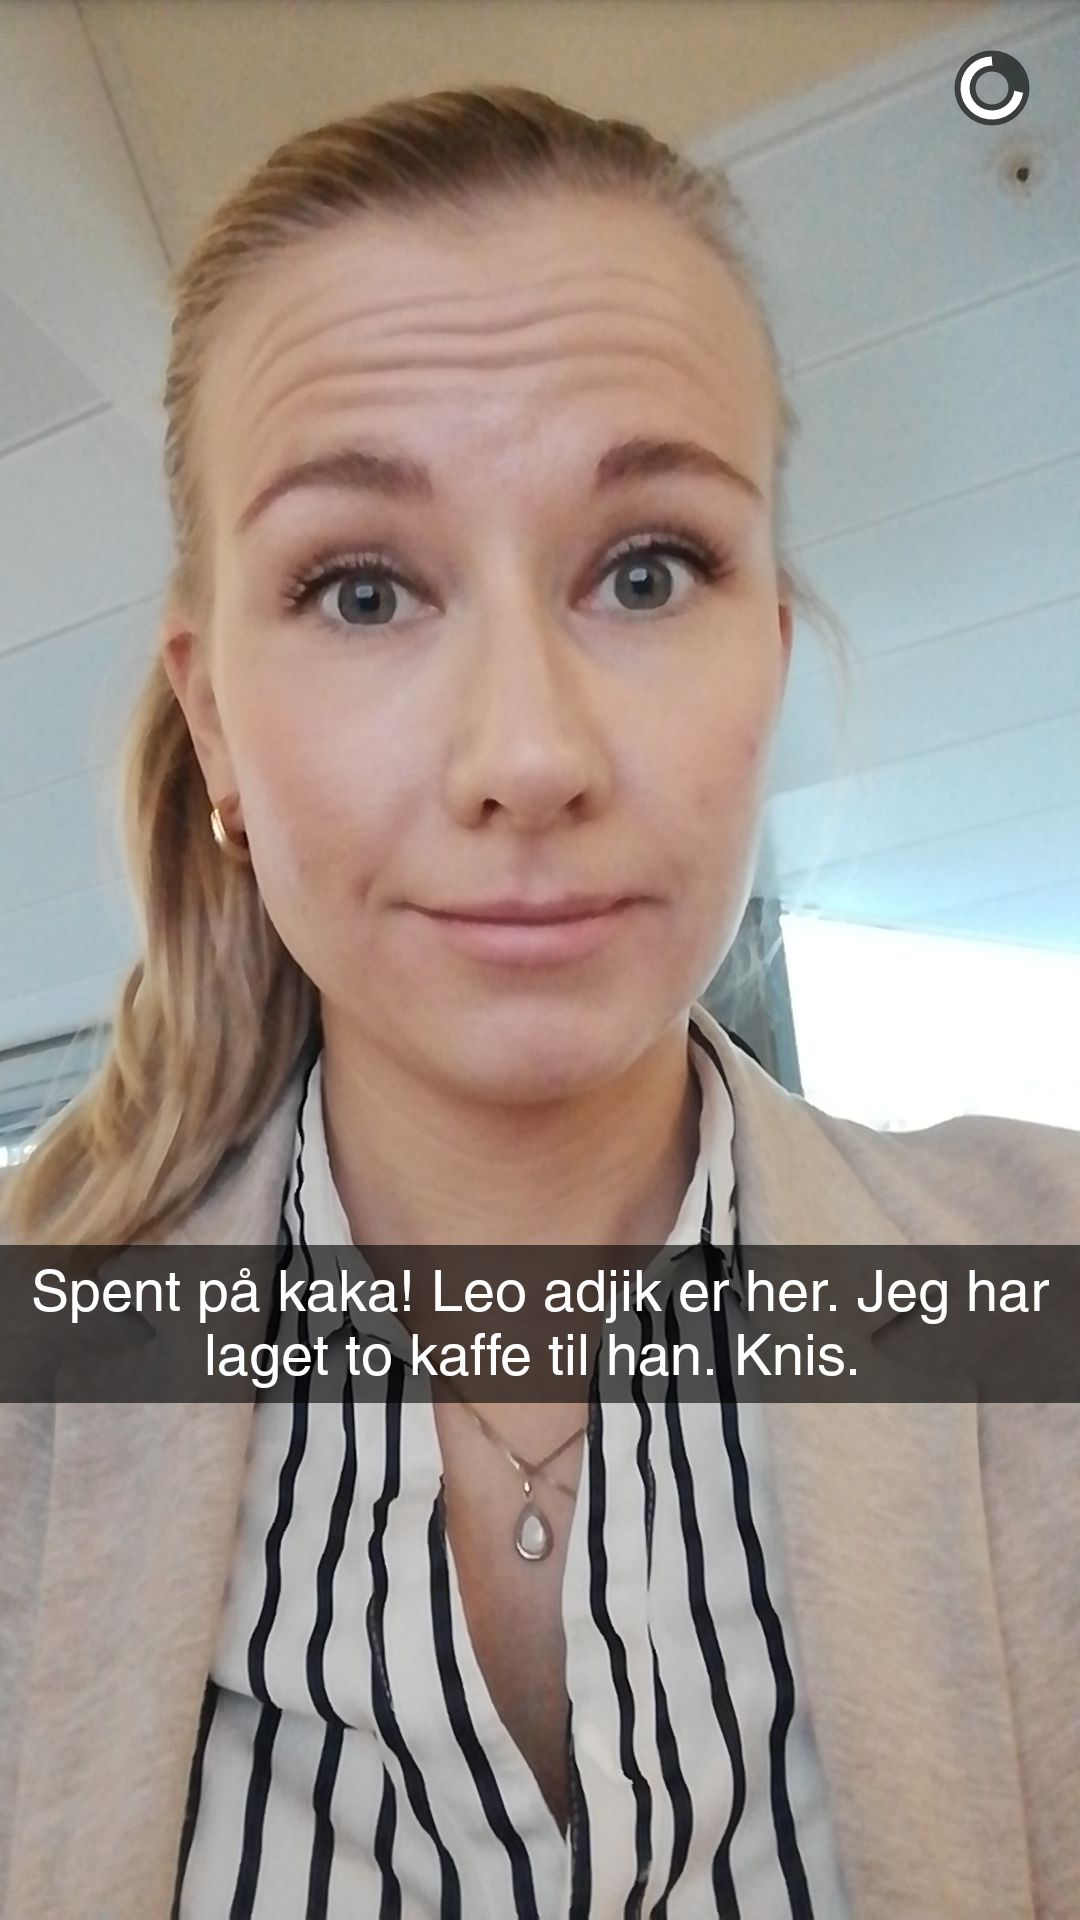 Spent på kaka! Leo adjik er her. Jeg har
laget to kaffe til han. Knis.